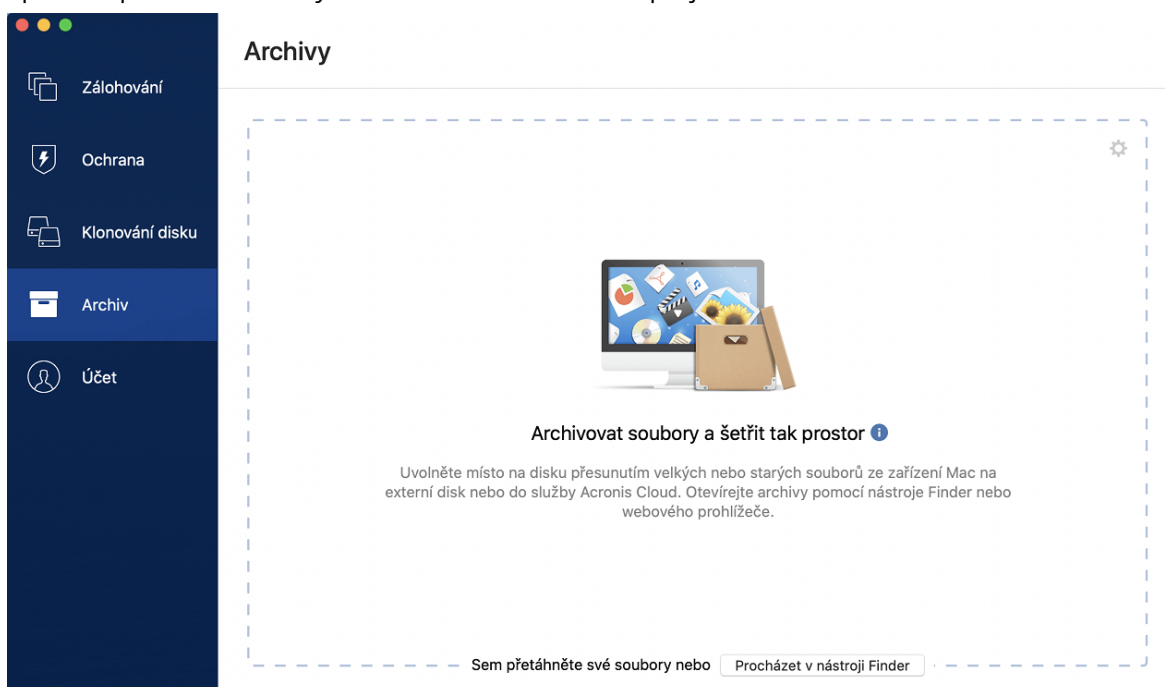 Archivy
Zálohování
Ochrana
Klonování disku
Archiv
Účet
Archivovat soubory a šetřit tak prostor
Uvolněte místo na disku přesunutím velkých nebo starých souborů ze zařízení Mac na
externí disk nebo do služby Acronis Cloud. Otevírejte archivy pomocí nástroje Finder nebo
webového prohlížeče.
Sem přetáhněte své soubory nebo Procházet v nástroji Finder